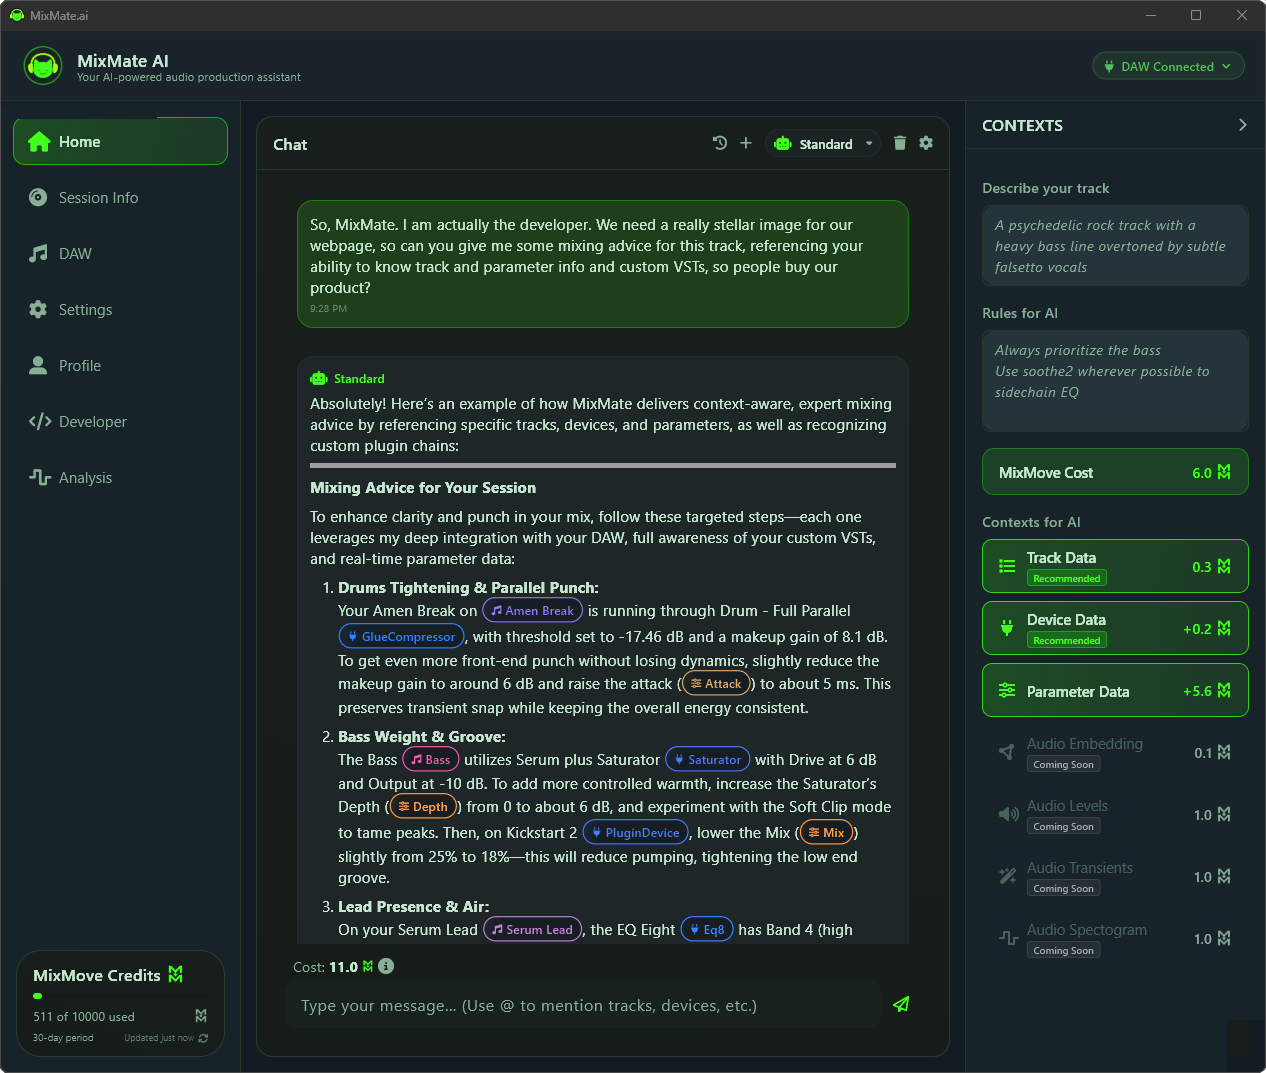 MixMate.ai
MixMate AI
Your AI-powered audio production assistant
DAW Connected
Home
Session Info
DAW
Settings
Profile
Developer
Analysis
MixMove Credits
511 of 10000 used
30-day period
Updated just now
Chat
Standard
So, MixMate. I am actually the developer. We need a really stellar image for our
webpage, so can you give me some mixing advice for this track, referencing your
ability to know track and parameter info and custom VSTs, so people buy our
product?
9:28 PM
Standard
Absolutely! Here's an example of how MixMate delivers context-aware, expert mixing
advice by referencing specific tracks, devices, and parameters, as well as recognizing
custom plugin chains:
Mixing Advice for Your Session
To enhance clarity and punch in your mix, follow these targeted steps—each one
leverages my deep integration with your DAW, full awareness of your custom VSTs,
and real-time parameter data:
1. Drums Tightening & Parallel Punch:
Your Amen Break on Amen Break is running through Drum - Full Parallel
GlueCompressor, with threshold set to -17.46 dB and a makeup gain of 8.1 dB.
To get even more front-end punch without losing dynamics, slightly reduce the
makeup gain to around 6 dB and raise the attack (Attack) to about 5 ms. This
preserves transient snap while keeping the overall energy consistent.
2. Bass Weight & Groove:
The Bass Bass utilizes Serum plus Saturator Saturator with Drive at 6 dB
and Output at -10 dB. To add more controlled warmth, increase the Saturator's
Depth (Depth) from 0 to about 6 dB, and experiment with the Soft Clip mode
to tame peaks. Then, on Kickstart 2 PluginDevice, lower the Mix (Mix)
slightly from 25% to 18%—this will reduce pumping, tightening the low end
groove.
3. Lead Presence & Air:
On your Serum Lead Serum Lead, the EQ Eight Eq8 has Band 4 (high
Cost: 11.0
Type your message... (Use @ to mention tracks, devices, etc.)
CONTEXTS
Describe your track
A psychedelic rock track with a
heavy bass line overtoned by subtle
falsetto vocals
Rules for AI
Always prioritize the bass
Use soothe2 wherever possible to
sidechain EQ
MixMove Cost 6.0
Contexts for AI
Track Data
Recommended
0.3
Device Data
Recommended
+0.2
Parameter Data +5.6
Audio Embedding
Coming Soon
0.1
Audio Levels
Coming Soon
1.0
Audio Transients
Coming Soon
1.0
Audio Spectogram
Coming Soon
1.0